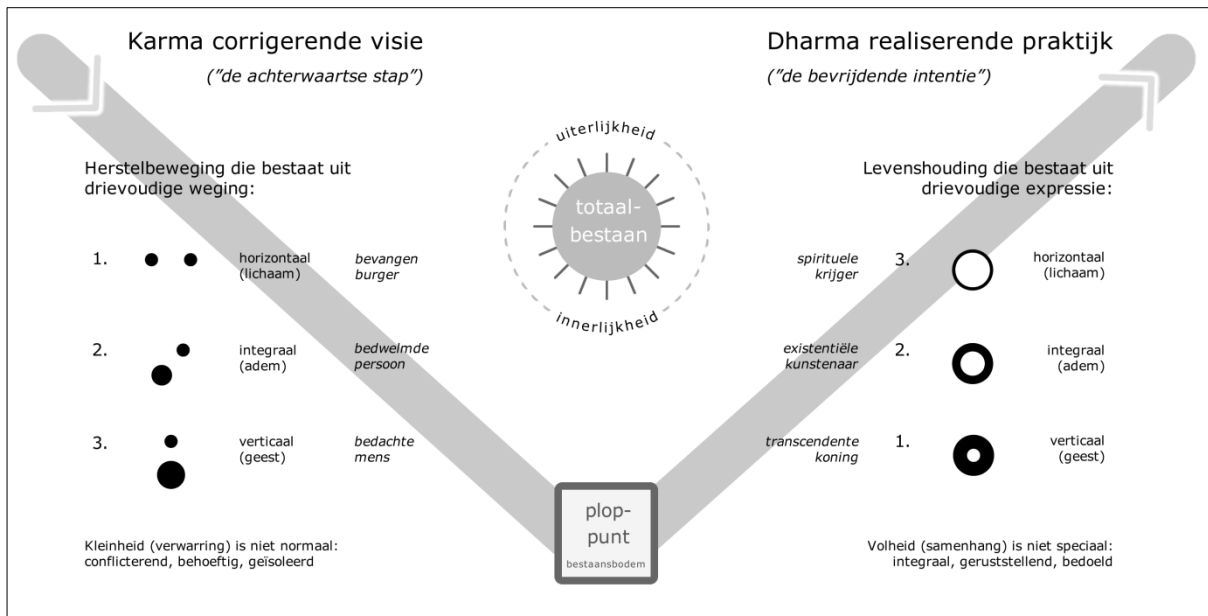 Karma corrigerende visie
("de achterwaartse stap")
Herstelbeweging die bestaat uit
drievoudige weging:
1.
horizontaal
(lichaam)
bevangen
burger
2.
integraal
(adem)
bedwelmde
persoon
3.
verticaal
(geest)
bedachte
mens
Kleinheid (verwarring) is niet normaal:
conflicterend, behoeftig, geïsoleerd
uiterlijkheid
totaal-
bestaan
innerlijkheid
plop-
punt
bestaansbodem
Dharma realiserende praktijk
("de bevrijdende intentie")
Levenshouding die bestaat uit
drievoudige expressie:
spirituele
krijger
3.
horizontaal
(lichaam)
existentiële
kunstenaar
2.
integraal
(adem)
transcendente
koning
1.
verticaal
(geest)
Volheid (samenhang) is niet speciaal:
integraal, geruststellend, bedoeld